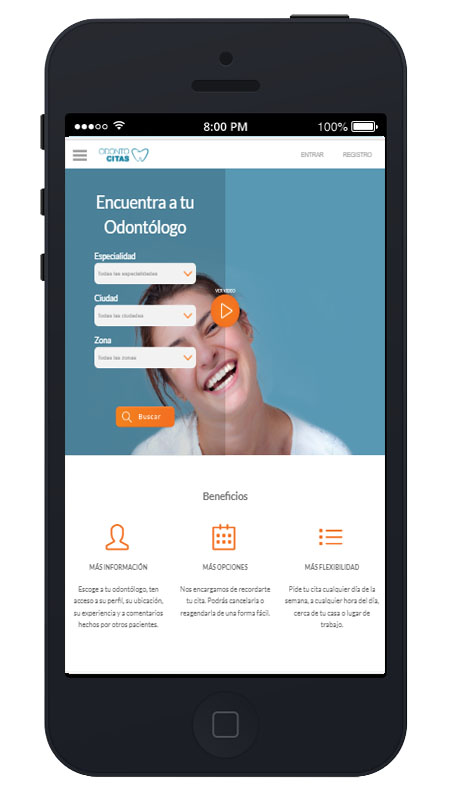 8:00 PM
100%
ODONTO
CITAS
ENTRAR
REGISTRO
Encuentra a tu
Odontólogo
Especialidad
Todas las especialidades
VER VIDEO
Ciudad
Todas las ciudades
Zona
Todas las zonas
Buscar
Beneficios
MÁS INFORMACIÓN
Escoge a tu odontólogo, ten
acceso a su perfil, su ubicación,
su experiencia y a comentarios
hechos por otros pacientes.
MÁS OPCIONES
Nos encargamos de recordarte
tu cita. Podrás cancelarla o
reagendarla de una forma fácil.
MÁS FLEXIBILIDAD
Pide tu cita cualquier día de la
semana, a cualquier hora del día,
cerca de tu casa o lugar de
trabajo.